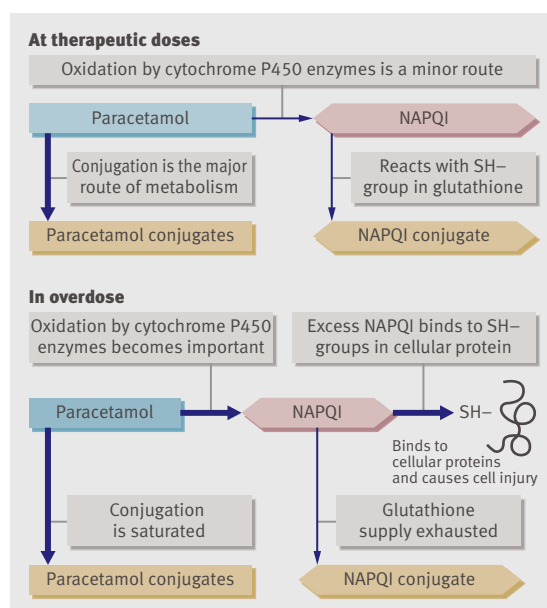 At therapeutic doses
Oxidation by cytochrome P450 enzymes is a minor route
Paracetamol
NAPQI
Conjugation is the major
route of metabolism
Reacts with SH–
group in glutathione
Paracetamol conjugates
NAPQI conjugate
In overdose
Oxidation by cytochrome P450
enzymes becomes important
Excess NAPQI binds to SH–
groups in cellular protein
Paracetamol
NAPQI
SH–
Binds to
cellular proteins
and causes cell injury
Conjugation
is saturated
Glutathione
supply exhausted
Paracetamol conjugates
NAPQI conjugate